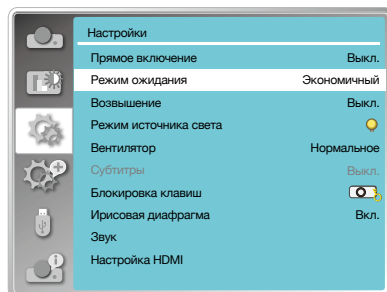 Настройки
Прямое включение Выкл.
Режим ожидания Экономичный
Возвышение Выкл.
Режим источника света
Вентилятор Нормальное
Субтитры Выкл.
Блокировка клавиш
Ирисовая диафрагма Вкл.
Звук
Настройка HDMI